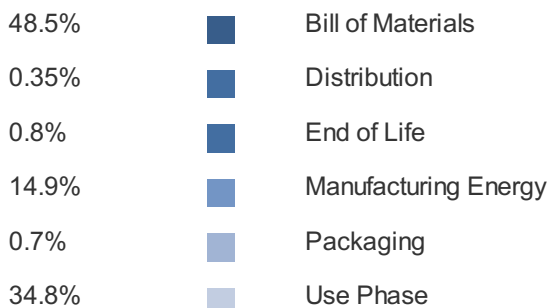 48.5% Bill of Materials
0.35% Distribution
0.8% End of Life
14.9% Manufacturing Energy
0.7% Packaging
34.8% Use Phase